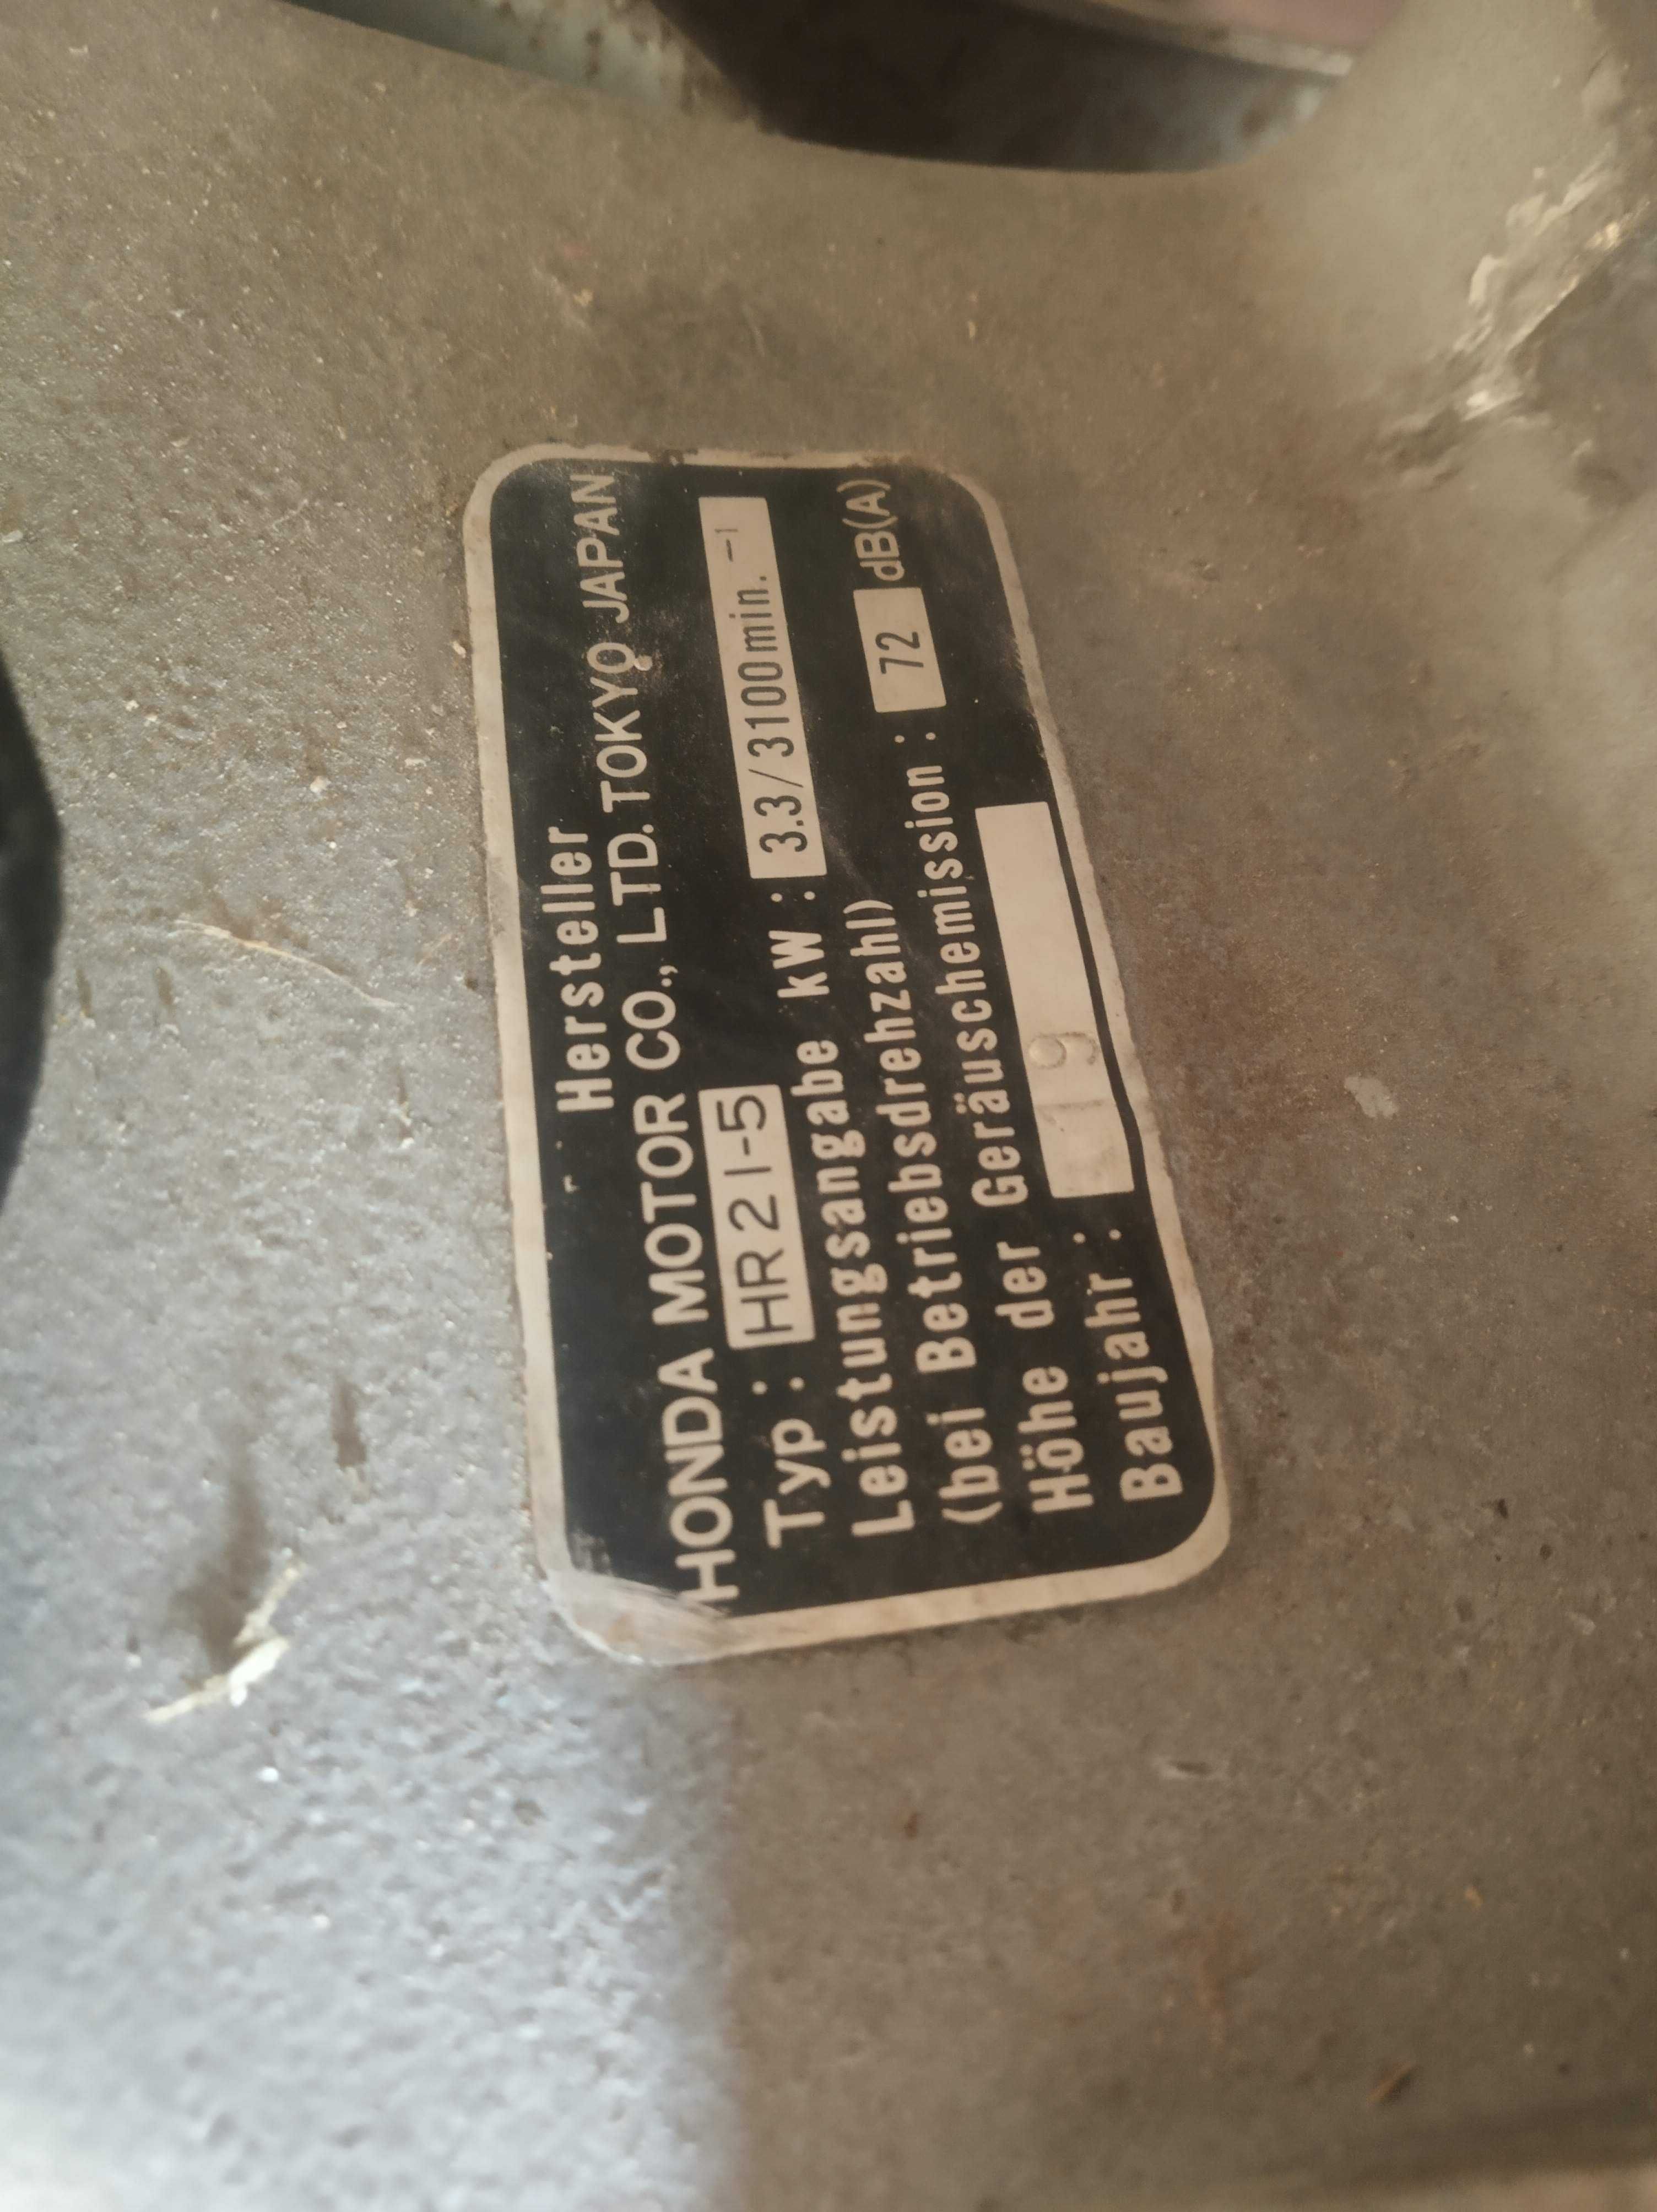 Hersteller
HONDA MOTOR CO., LTD. TOKYO JAPAN
Typ : HR21-5
Leistungsangabe kW : 3.3/3100min.⁻¹
(bei Betriebsdrehzahl)
Höhe der Geräuschemission : 72 dB(A)
Baujahr : 19